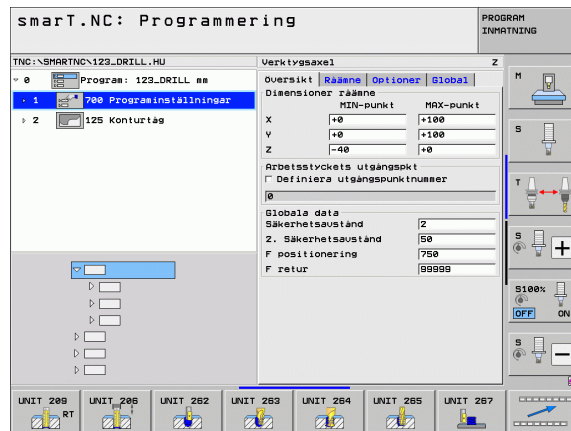 smarT.NC: Programmering
PROGRAM
INMATNING
TNC:\SMARTNC\123_DRILL.HU
Verktygsaxel Z
0 Program: 123_DRILL mm
1 700 Programinställningar
2 125 Konturtåg
Översikt Råämne Optioner Global
Dimensioner råämne
MIN-punkt MAX-punkt
X +0 +100
Y +0 +100
Z -40 +0
Arbetsstyckets utgångspkt
Definiera utgångspunktnummer
0
Globala data
Säkerhetsavstånd 2
2. Säkerhetsavstånd 50
F positionering 750
F retur 99999
M
S
T
S
S100%
OFF ON
S
UNIT 209 UNIT 206 UNIT 262 UNIT 263 UNIT 264 UNIT 265 UNIT 267
RT